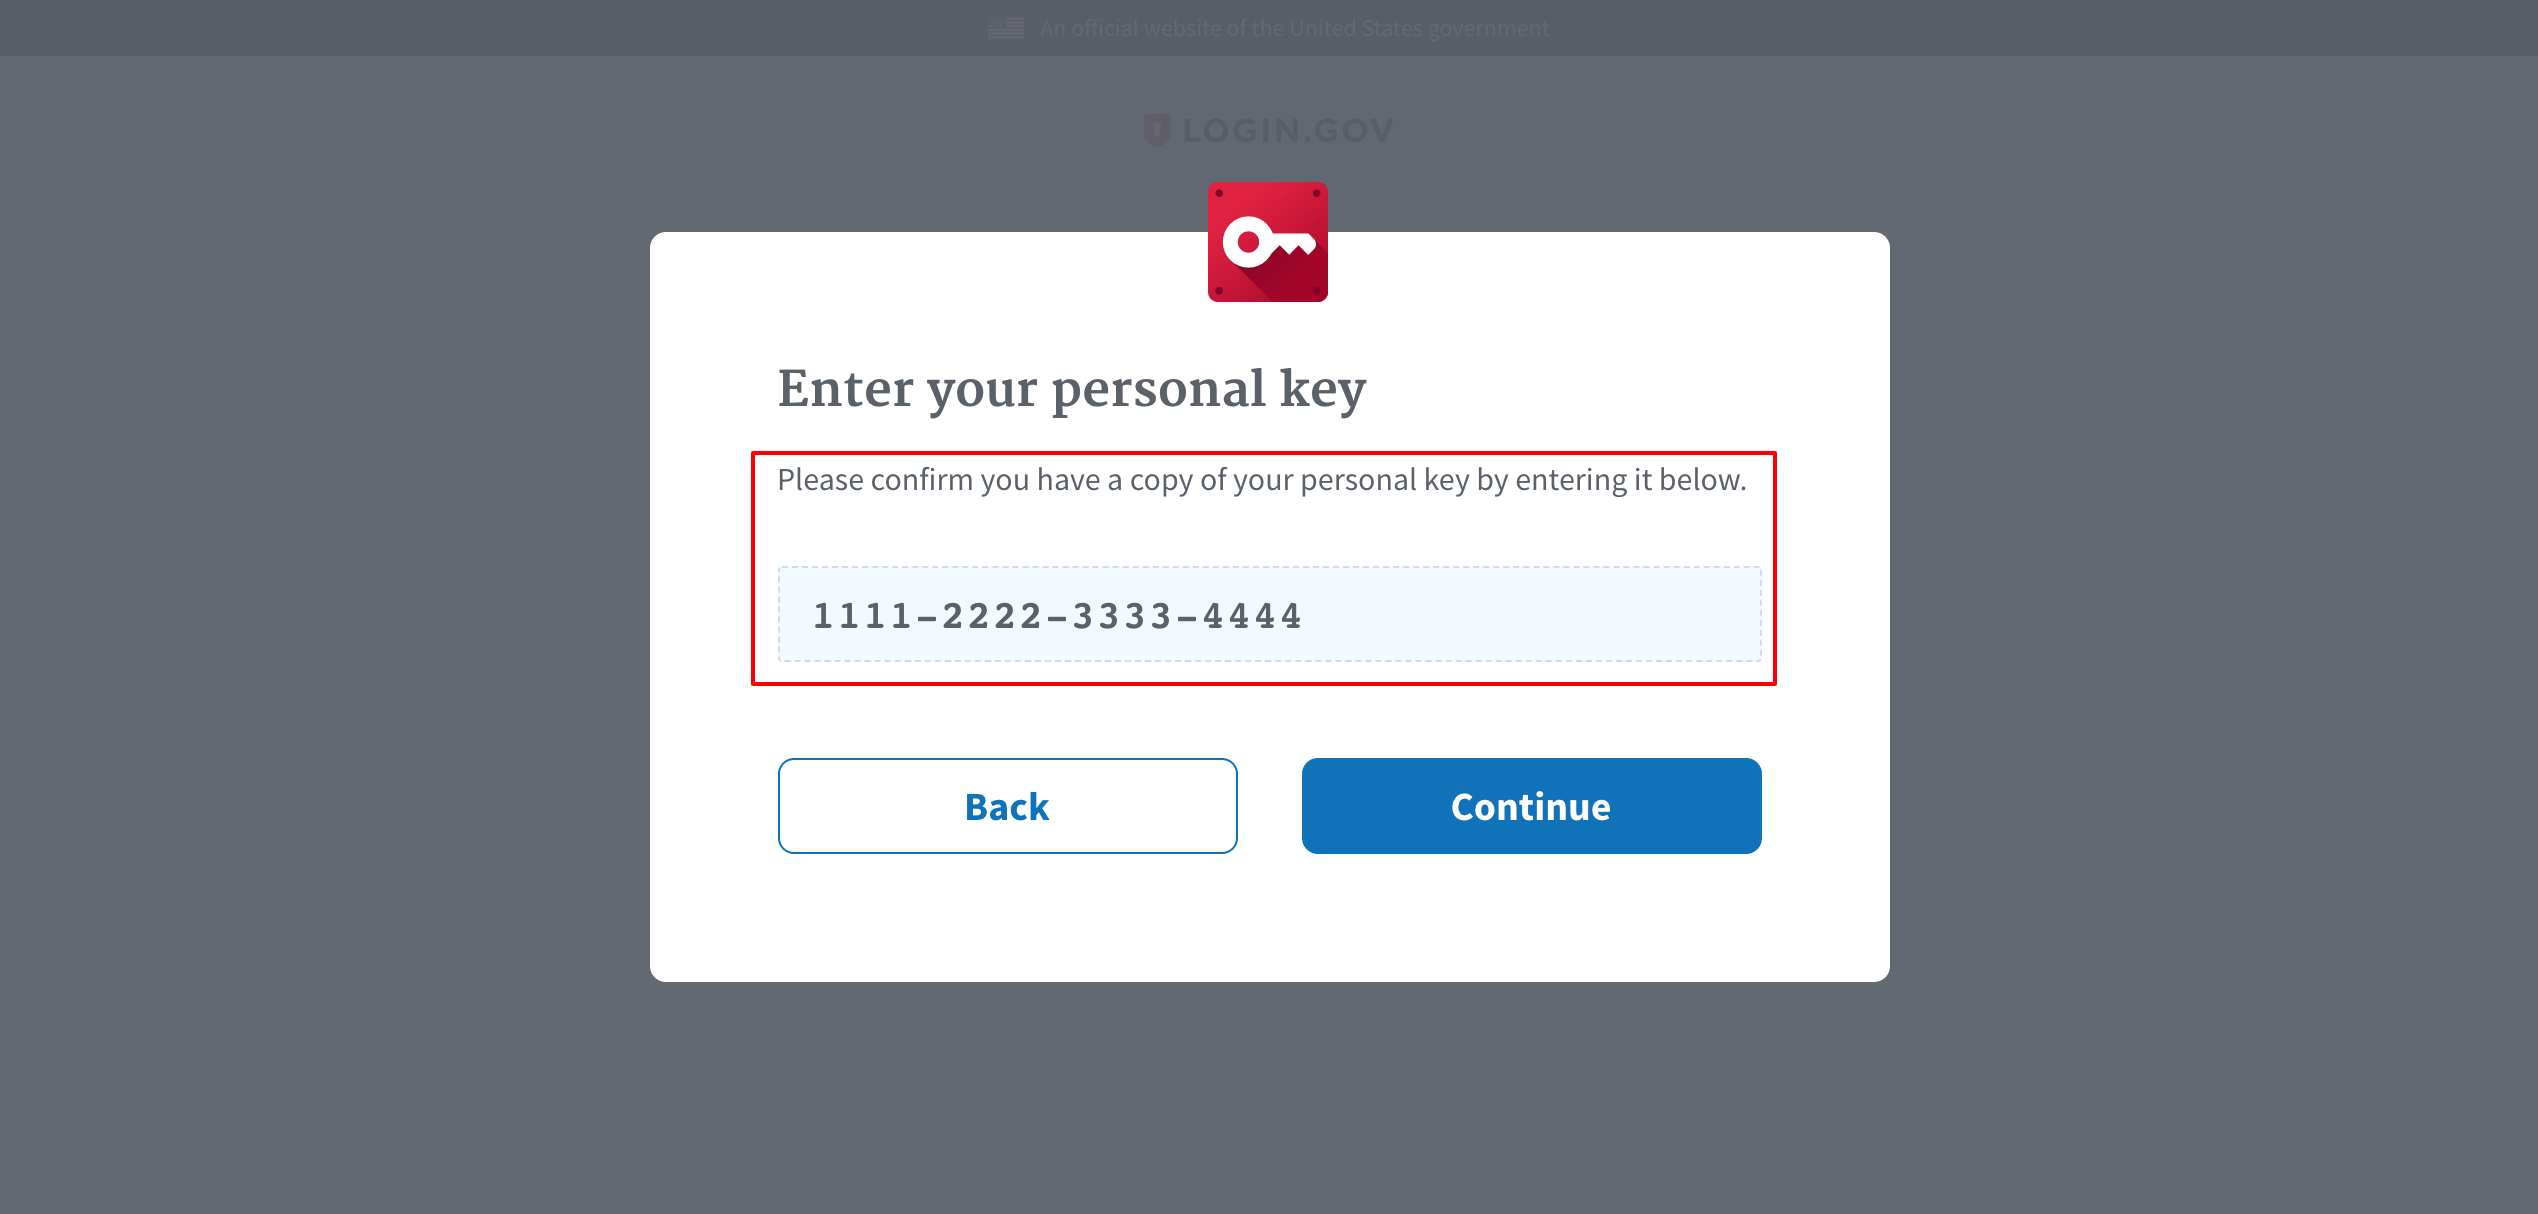 An official website of the United States government
LOGIN.GOV
Enter your personal key
Please confirm you have a copy of your personal key by entering it below.
1111-2222-3333-4444
Back
Continue